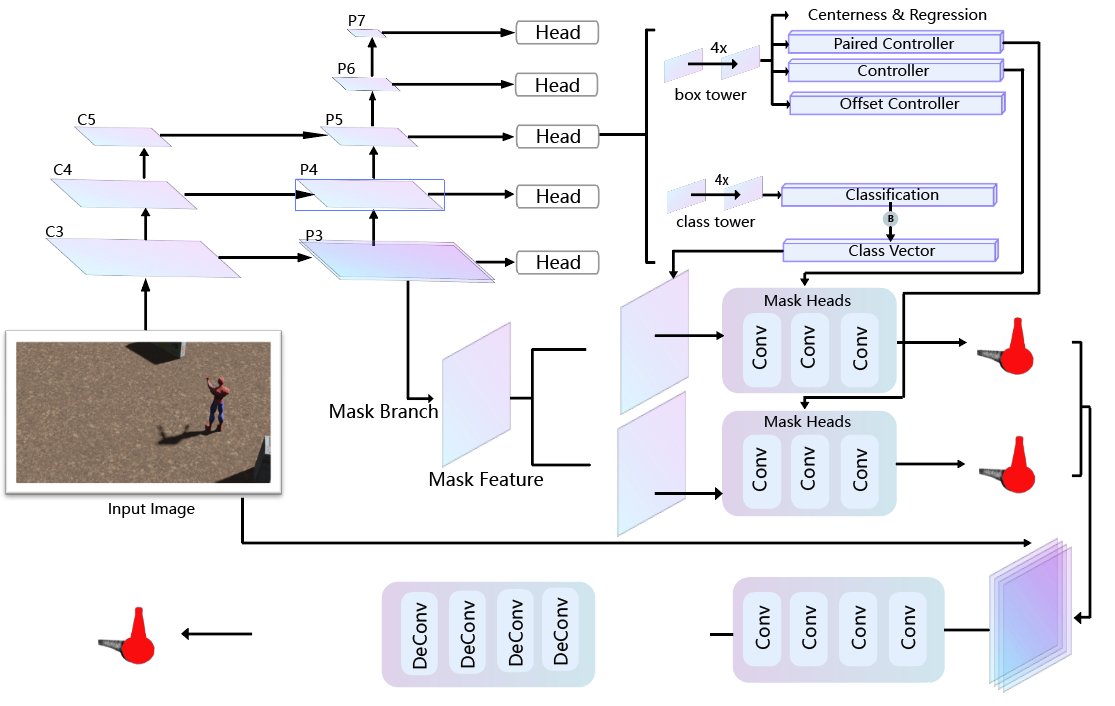 P7
Head
Centerness & Regression
Paired Controller
4x
Controller
box tower
Offset Controller
P6
Head
C5
P5
Head
C4
P4
Head
4x
Classification
class tower
B
Class Vector
C3
P3
Head
Mask Heads
Conv
Conv
Conv
Mask Branch
Mask Feature
Mask Heads
Conv
Conv
Conv
Input Image
DeConv
DeConv
DeConv
DeConv
Conv
Conv
Conv
Conv